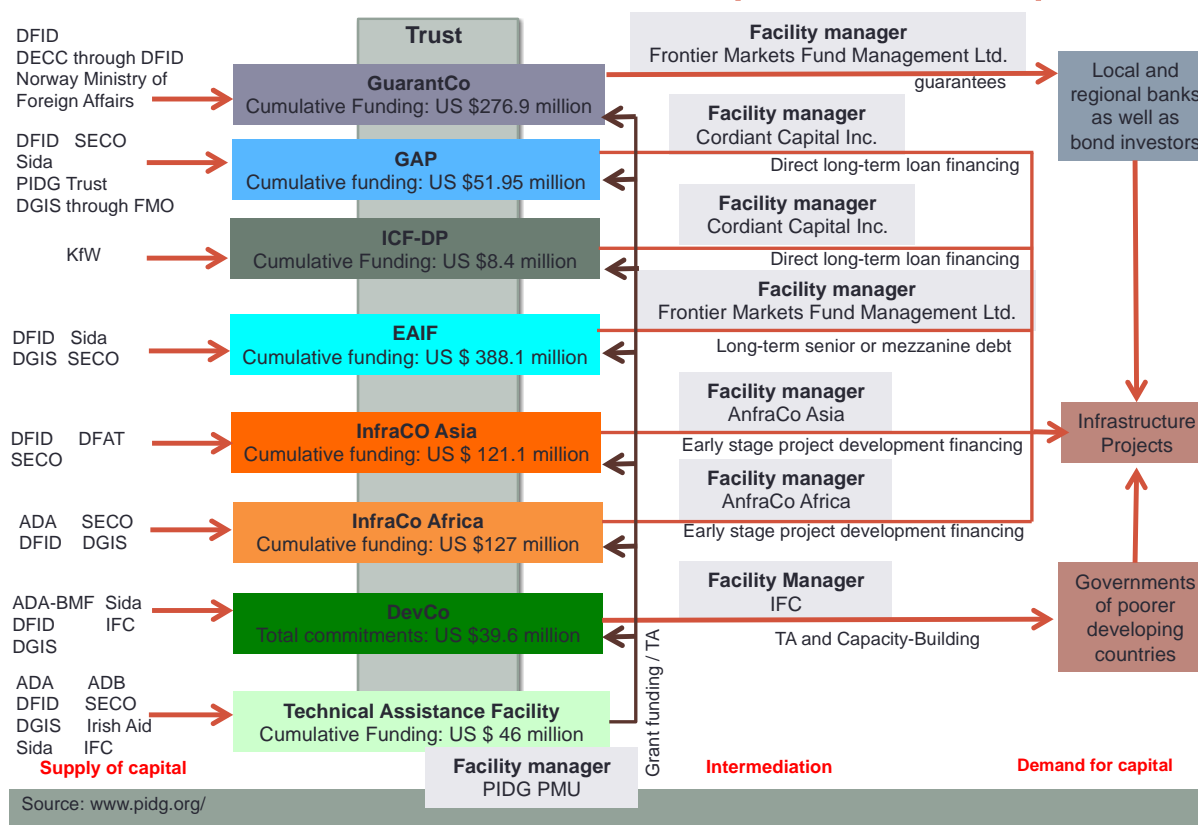 DFID
DECC through DFID
Norway Ministry of
Foreign Affairs
DFID SECO
Sida
PIDG Trust
DGIS through FMO
KfW
DFID Sida
DGIS SECO
DFID DFAT
SECO
ADA SECO
DFID DGIS
ADA-BMF Sida
DFID IFC
DGIS
ADA ADB
DFID SECO
DGIS Irish Aid
Sida IFC
Supply of capital
Trust
GuarantCo
Cumulative Funding: US $276.9 million
GAP
Cumulative funding: US $51.95 million
ICF-DP
Cumulative Funding: US $8.4 million
EAIF
Cumulative funding: US $ 388.1 million
InfraCO Asia
Cumulative funding: US $ 121.1 million
InfraCo Africa
Cumulative funding: US $127 million
DevCo
Total commitments: US $39.6 million
Technical Assistance Facility
Cumulative Funding: US $ 46 million
Facility manager
PIDG PMU
Grant funding / TA
Facility manager
Frontier Markets Fund Management Ltd.
guarantees
Facility manager
Cordiant Capital Inc.
Direct long-term loan financing
Facility manager
Cordiant Capital Inc.
Direct long-term loan financing
Facility manager
Frontier Markets Fund Management Ltd.
Long-term senior or mezzanine debt
Facility manager
AnfraCo Asia
Early stage project development financing
Facility manager
AnfraCo Africa
Early stage project development financing
Facility Manager
IFC
TA and Capacity-Building
Intermediation
Local and
regional banks
as well as
bond investors
Infrastructure
Projects
Governments
of poorer
developing
countries
Demand for capital
Source: www.pidg.org/